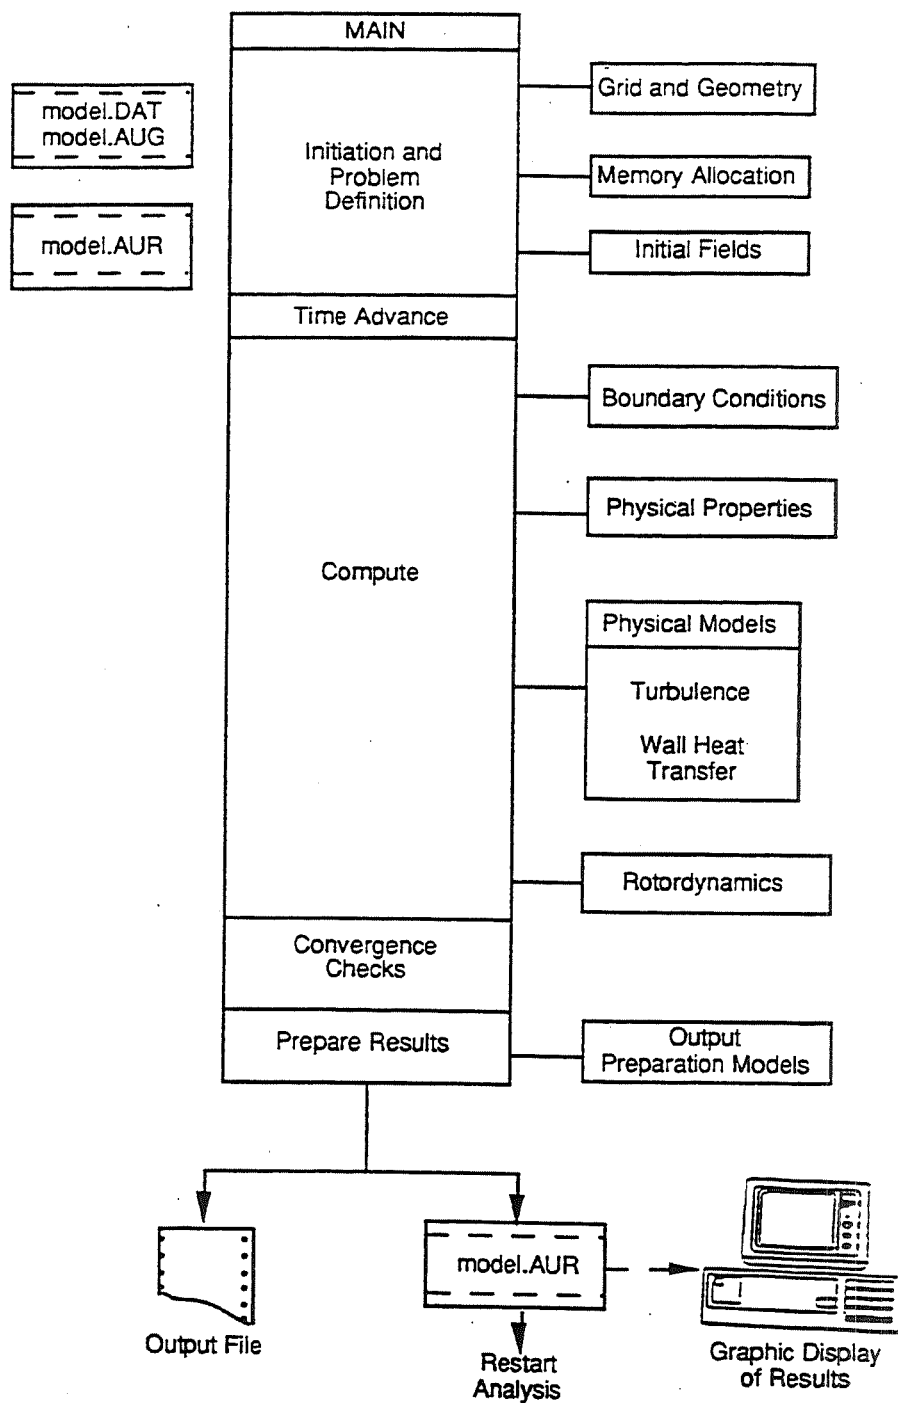 MAIN
model.DAT
model.AUG
model.AUR
Initiation and
Problem
Definition
Grid and Geometry
Memory Allocation
Initial Fields
Time Advance
Compute
Boundary Conditions
Physical Properties
Physical Models
Turbulence
Wall Heat
Transfer
Rotordynamics
Convergence
Checks
Prepare Results
Output
Preparation Models
Output File
model.AUR
Restart
Analysis
Graphic Display
of Results